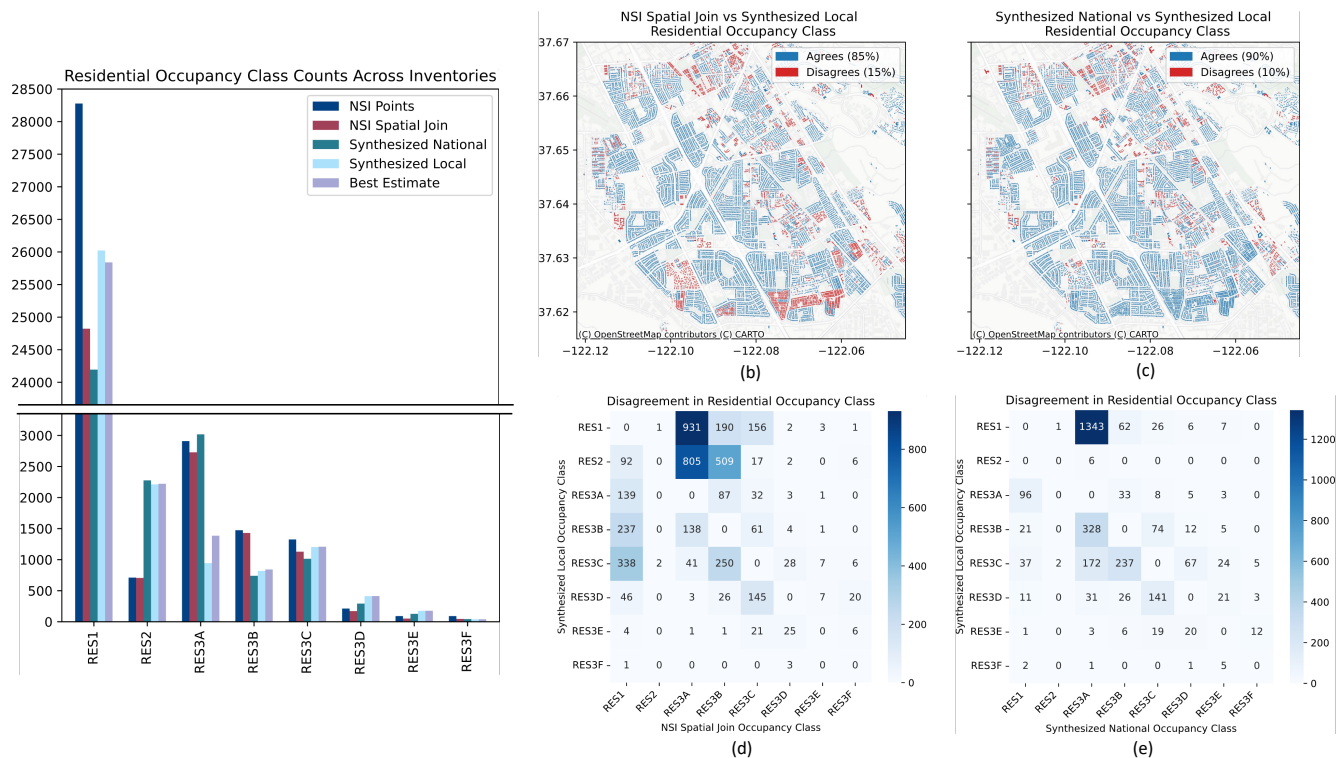 Residential Occupancy Class Counts Across Inventories
28500
28000
27500
27000
26500
26000
25500
25000
24500
24000
3000
2500
2000
1500
1000
500
0
NSI Points
NSI Spatial Join
Synthesized National
Synthesized Local
Best Estimate
RES1 RES2 RES3A RES3B RES3C RES3D RES3E RES3F
NSI Spatial Join vs Synthesized Local
Residential Occupancy Class
37.67
37.66
37.65
37.64
37.63
37.62
Agrees (85%)
Disagrees (15%)
(C) OpenStreetMap contributors (C) CARTO
−122.12 −122.10 −122.08 −122.06
(b)
Synthesized National vs Synthesized Local
Residential Occupancy Class
Agrees (90%)
Disagrees (10%)
(C) OpenStreetMap contributors (C) CARTO
−122.12 −122.10 −122.08 −122.06
(c)
Disagreement in Residential Occupancy Class
Synthesized Local Occupancy Class
RES1 0 1 931 190 156 2 3 1
RES2 92 0 805 509 17 2 0 6
RES3A 139 0 0 87 32 3 1 0
RES3B 237 0 138 0 61 4 1 0
RES3C 338 2 41 250 0 28 7 6
RES3D 46 0 3 26 145 0 7 20
RES3E 4 0 1 1 21 25 0 6
RES3F 1 0 0 0 0 3 0 0
RES1 RES2 RES3A RES3B RES3C RES3D RES3E RES3F
NSI Spatial Join Occupancy Class
800
600
400
200
0
(d)
Disagreement in Residential Occupancy Class
Synthesized Local Occupancy Class
RES1 0 1 1343 62 26 6 7 0
RES2 0 0 6 0 0 0 0 0
RES3A 96 0 0 33 8 5 3 0
RES3B 21 0 328 0 74 12 5 0
RES3C 37 2 172 237 0 67 24 5
RES3D 11 0 31 26 141 0 21 3
RES3E 1 0 3 6 19 20 0 12
RES3F 2 0 1 0 0 1 5 0
RES1 RES2 RES3A RES3B RES3C RES3D RES3E RES3F
Synthesized National Occupancy Class
1200
1000
800
600
400
200
0
(e)